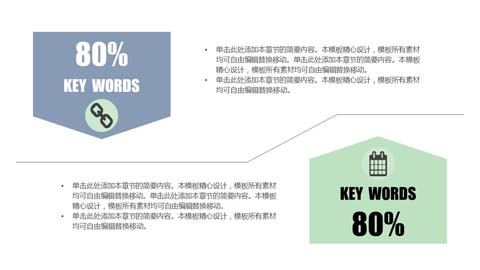 80%
KEY WORDS
• 单击此处添加本章节的简要内容。本模板精心设计，模板所有素材
均可自由编辑替换移动。单击此处添加本章节的简要内容。本模板
精心设计，模板所有素材均可自由编辑替换移动。
• 单击此处添加本章节的简要内容。本模板精心设计，模板所有素材
均可自由编辑替换移动。
• 单击此处添加本章节的简要内容。本模板精心设计，模板所有素材
均可自由编辑替换移动。单击此处添加本章节的简要内容。本模板
精心设计，模板所有素材均可自由编辑替换移动。
• 单击此处添加本章节的简要内容。本模板精心设计，模板所有素材
均可自由编辑替换移动。
KEY WORDS
80%